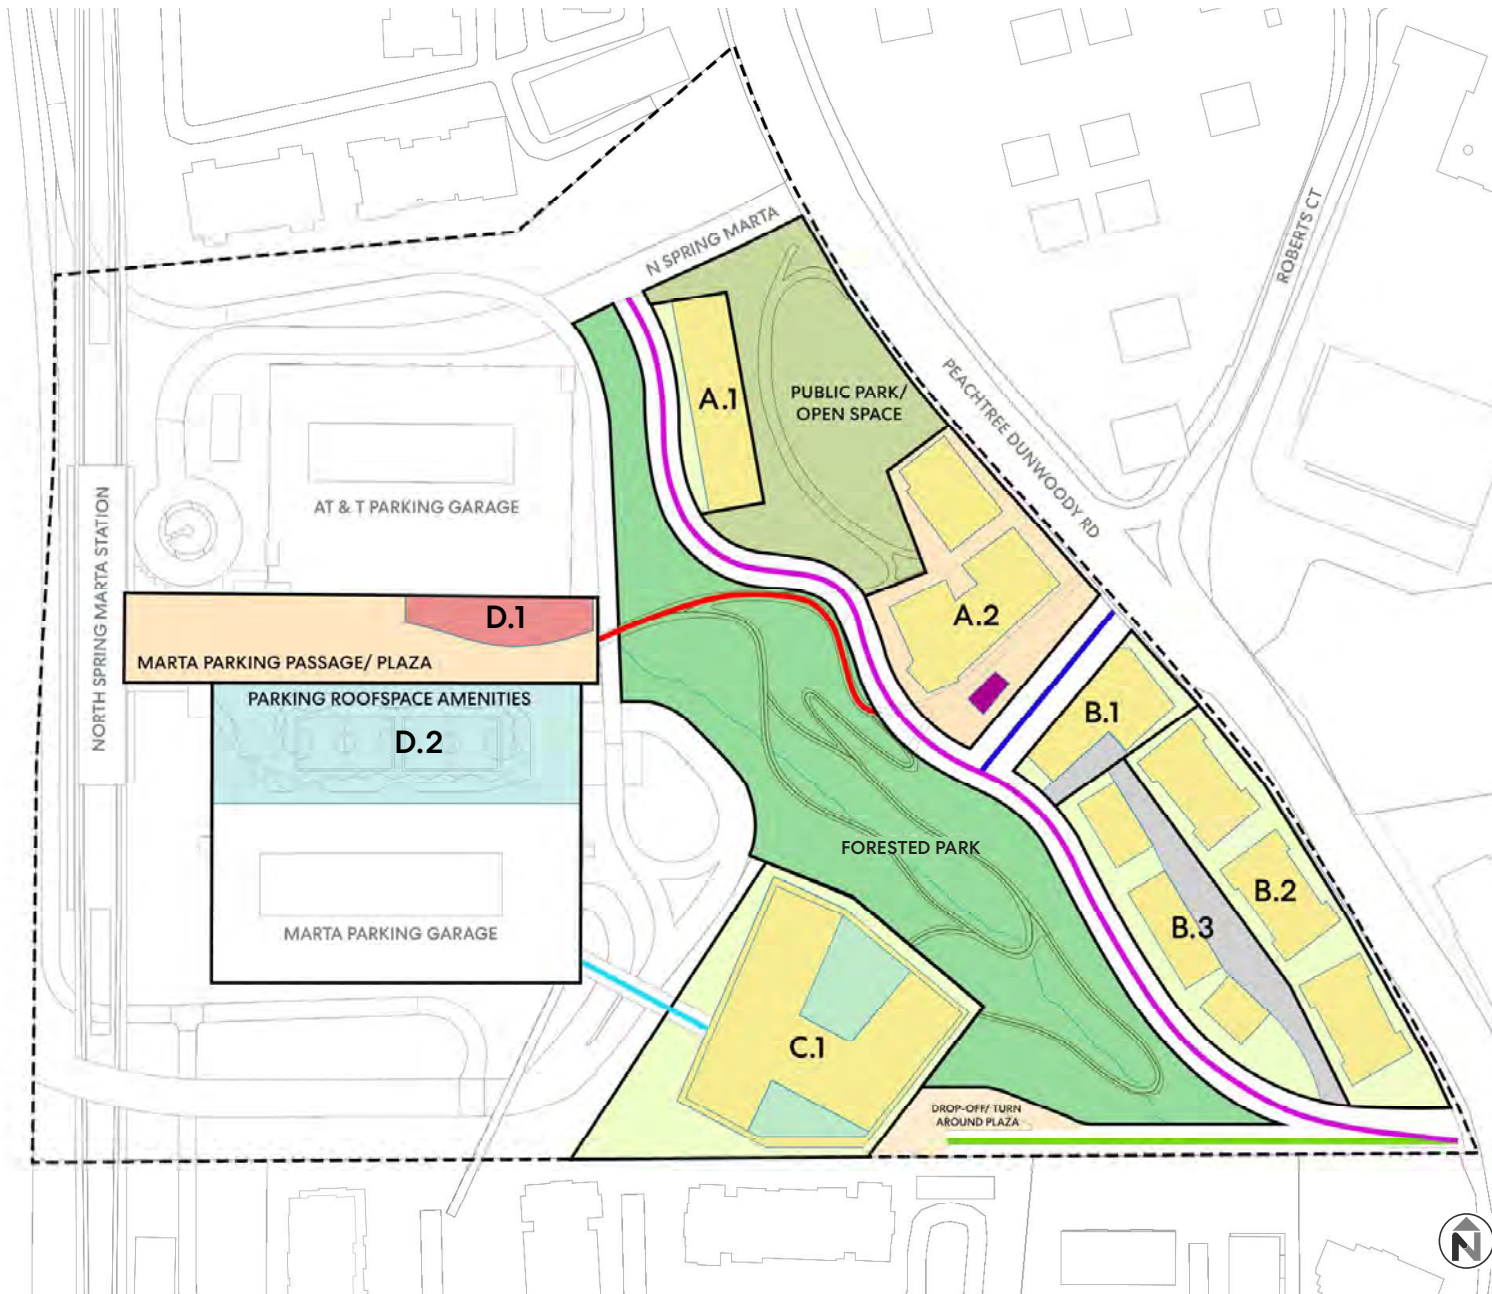 N SPRING MARTA
ROBERTS CT
A.1
PUBLIC PARK/
OPEN SPACE
PEACHTREE DUNWOODY RD
AT & T PARKING GARAGE
NORTH SPRING MARTA STATION
D.1
A.2
MARTA PARKING PASSAGE/ PLAZA
PARKING ROOFSPACE AMENITIES
D.2
B.1
FORESTED PARK
B.2
B.3
MARTA PARKING GARAGE
C.1
DROP-OFF/ TURN
AROUND PLAZA
N